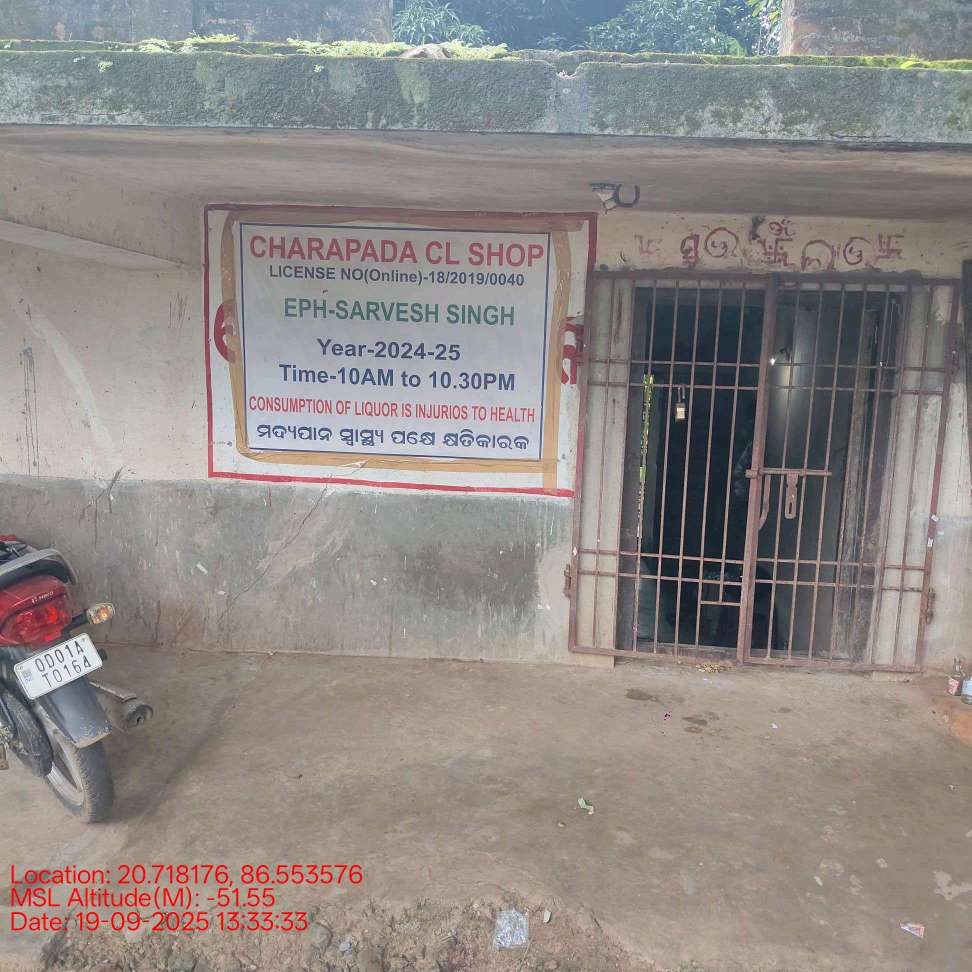 CHARAPADA CL SHOP
LICENSE NO(Online)-18/2019/0040
EPH-SARVESH SINGH
Year-2024-25
Time-10AM to 10.30PM
CONSUMPTION OF LIQUOR IS INJURIOS TO HEALTH
ମଦ୍ୟପାନ ସ୍ୱାସ୍ଥ୍ୟ ପକ୍ଷେ କ୍ଷତିକାରକ
OD01A
T0164
Location: 20.718176, 86.553576
MSL Altitude(M): -51.55
Date: 19-09-2025 13:33:33